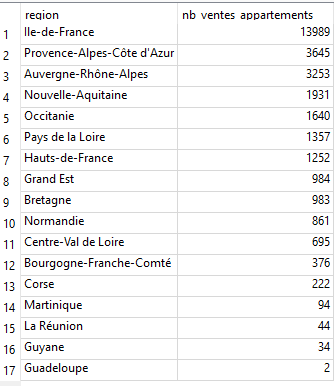 region nb ventes appartements
1 Ile-de-France 13989
2 Provence-Alpes-Côte d'Azur 3645
3 Auvergne-Rhône-Alpes 3253
4 Nouvelle-Aquitaine 1931
5 Occitanie 1640
6 Pays de la Loire 1357
7 Hauts-de-France 1252
8 Grand Est 984
9 Bretagne 983
10 Normandie 861
11 Centre-Val de Loire 695
12 Bourgogne-Franche-Comté 376
13 Corse 222
14 Martinique 94
15 La Réunion 44
16 Guyane 34
17 Guadeloupe 2